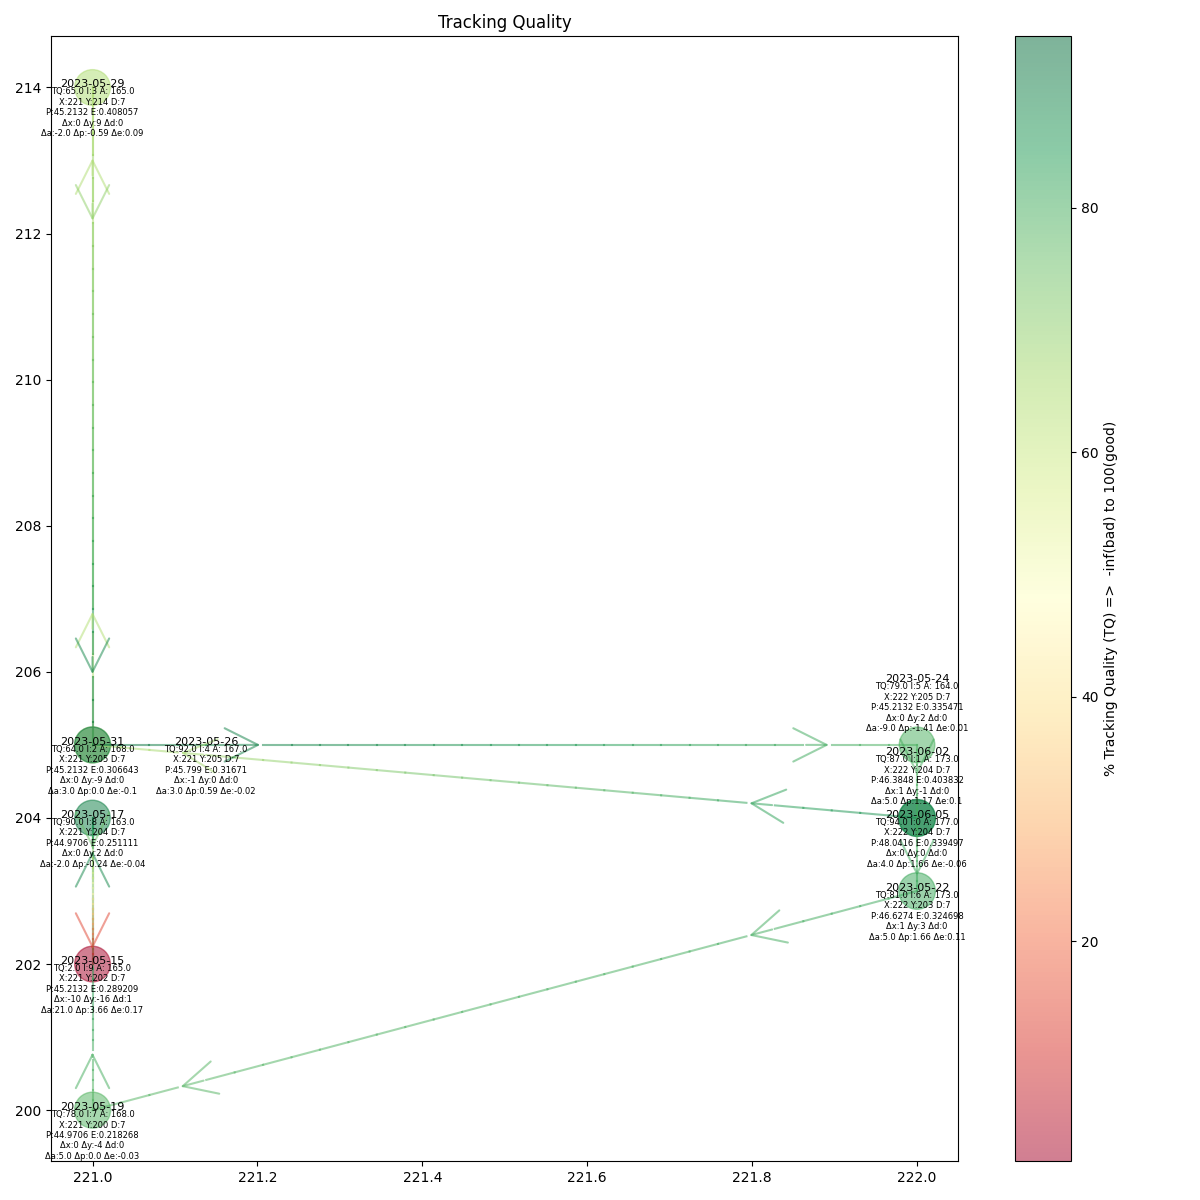 Tracking Quality
214
212
210
208
206
204
202
200
2023-05-29
TQ:65.0 I:3 A: 165.0
X:221 Y:214 D:7
P:45.2132 E:0.408057
Δx:0 Δy:9 Δd:0
Δa:-2.0 Δp:-0.59 Δe:0.09
2023-05-24
TQ:79.0 I:5 A: 164.0
X:222 Y:205 D:7
P:45.2132 E:0.335471
Δx:0 Δy:2 Δd:0
Δa:-9.0 Δp:-1.41 Δe:0.01
2023-05-31
TQ:64.0 I:2 A: 168.0
X:221 Y:205 D:7
P:45.2132 E:0.306643
Δx:0 Δy:-9 Δd:0
Δa:3.0 Δp:0.0 Δe:-0.1
2023-05-26
TQ:92.0 I:4 A: 167.0
X:221 Y:205 D:7
P:45.799 E:0.31671
Δx:-1 Δy:0 Δd:0
Δa:3.0 Δp:0.59 Δe:-0.02
2023-06-02
TQ:87.0 I:1 A: 173.0
X:222 Y:204 D:7
P:46.3848 E:0.403832
Δx:1 Δy:-1 Δd:0
Δa:5.0 Δp:1.17 Δe:0.1
2023-05-17
TQ:90.0 I:8 A: 163.0
X:221 Y:204 D:7
P:44.9706 E:0.251111
Δx:0 Δy:2 Δd:0
Δa:-2.0 Δp:-0.24 Δe:-0.04
2023-06-05
TQ:94.0 I:0 A: 177.0
X:222 Y:204 D:7
P:48.0416 E:0.339497
Δx:0 Δy:0 Δd:0
Δa:4.0 Δp:1.66 Δe:-0.06
2023-05-22
TQ:81.0 I:6 A: 173.0
X:222 Y:203 D:7
P:46.6274 E:0.324698
Δx:1 Δy:3 Δd:0
Δa:5.0 Δp:1.66 Δe:0.11
2023-05-15
TQ:2.0 I:9 A: 165.0
X:221 Y:202 D:7
P:45.2132 E:0.289209
Δx:-10 Δy:-16 Δd:1
Δa:21.0 Δp:3.66 Δe:0.17
2023-05-19
TQ:78.0 I:7 A: 168.0
X:221 Y:200 D:7
P:44.9706 E:0.218268
Δx:0 Δy:-4 Δd:0
Δa:5.0 Δp:0.0 Δe:-0.03
221.0 221.2 221.4 221.6 221.8 222.0
80
60
40
20
% Tracking Quality (TQ) => -inf(bad) to 100(good)